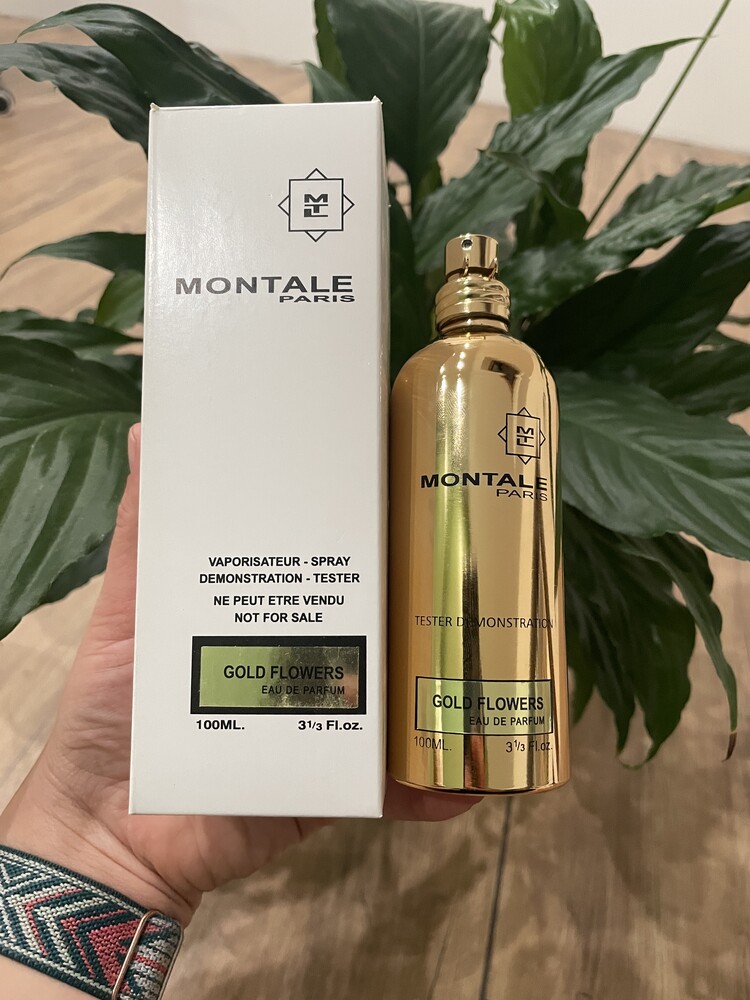 MONTALE
PARIS
VAPORISATEUR - SPRAY
DEMONSTRATION - TESTER
NE PEUT ETRE VENDU
NOT FOR SALE
GOLD FLOWERS
EAU DE PARFUM
100ML. 3 1/3 Fl.oz.
MONTALE
PARIS
TESTER DEMONSTRATION
GOLD FLOWERS
EAU DE PARFUM
100ML. 3 1/3 Fl.oz.